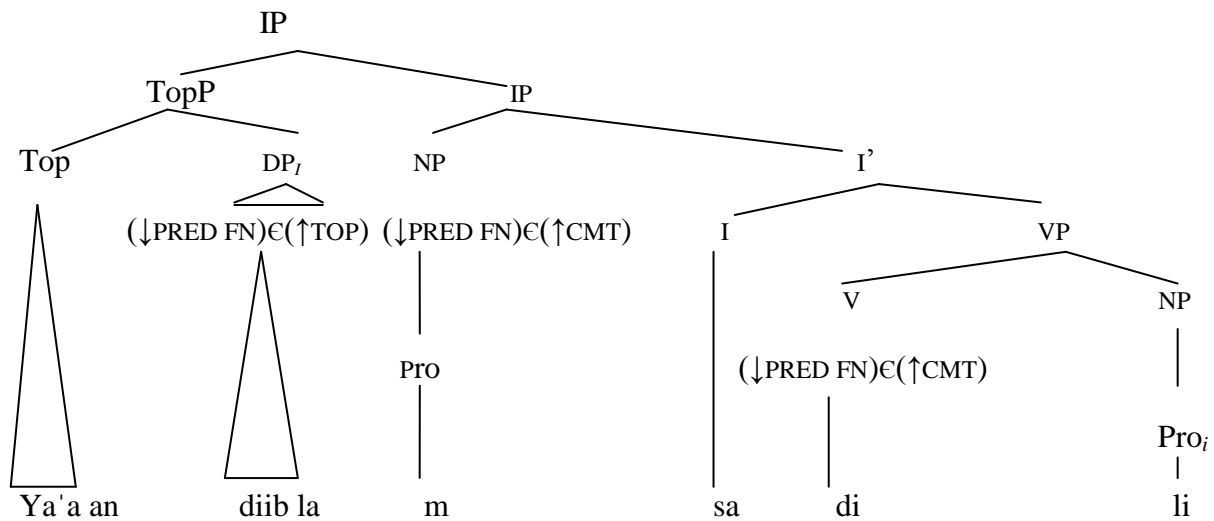 IP
TopP IP
Top DP_I NP I’
(↓PRED FN)Є(↑TOP) (↓PRED FN)Є(↑CMT) I VP
V NP
Pro (↓PRED FN)Є(↑CMT)
Pro_i
Yaˈa an diib la m sa di li